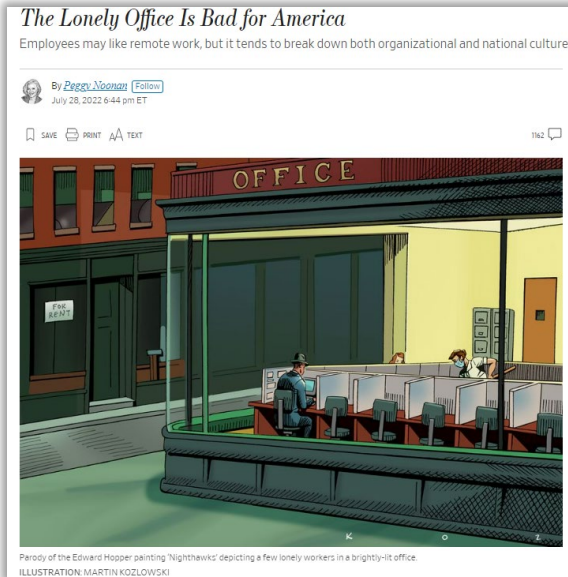 The Lonely Office Is Bad for America
Employees may like remote work, but it tends to break down both organizational and national culture
By Peggy Noonan Follow
July 28, 2022 6:44 pm ET
SAVE PRINT AA TEXT
1162
OFFICE
FOR
RENT
K O Z
Parody of the Edward Hopper painting 'Nighthawks' depicting a few lonely workers in a brightly-lit office.
ILLUSTRATION: MARTIN KOZLOWSKI